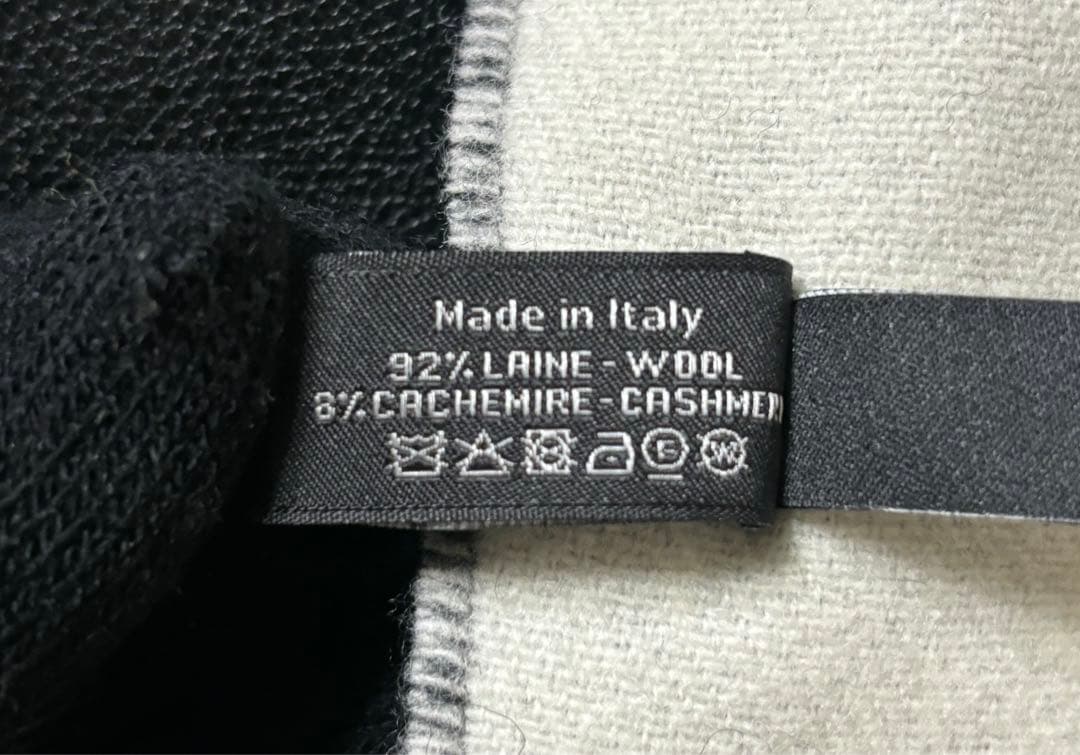 Made in Italy
92% LAINE - WOOL
8% CACHEMIRE - CASHMER
F W